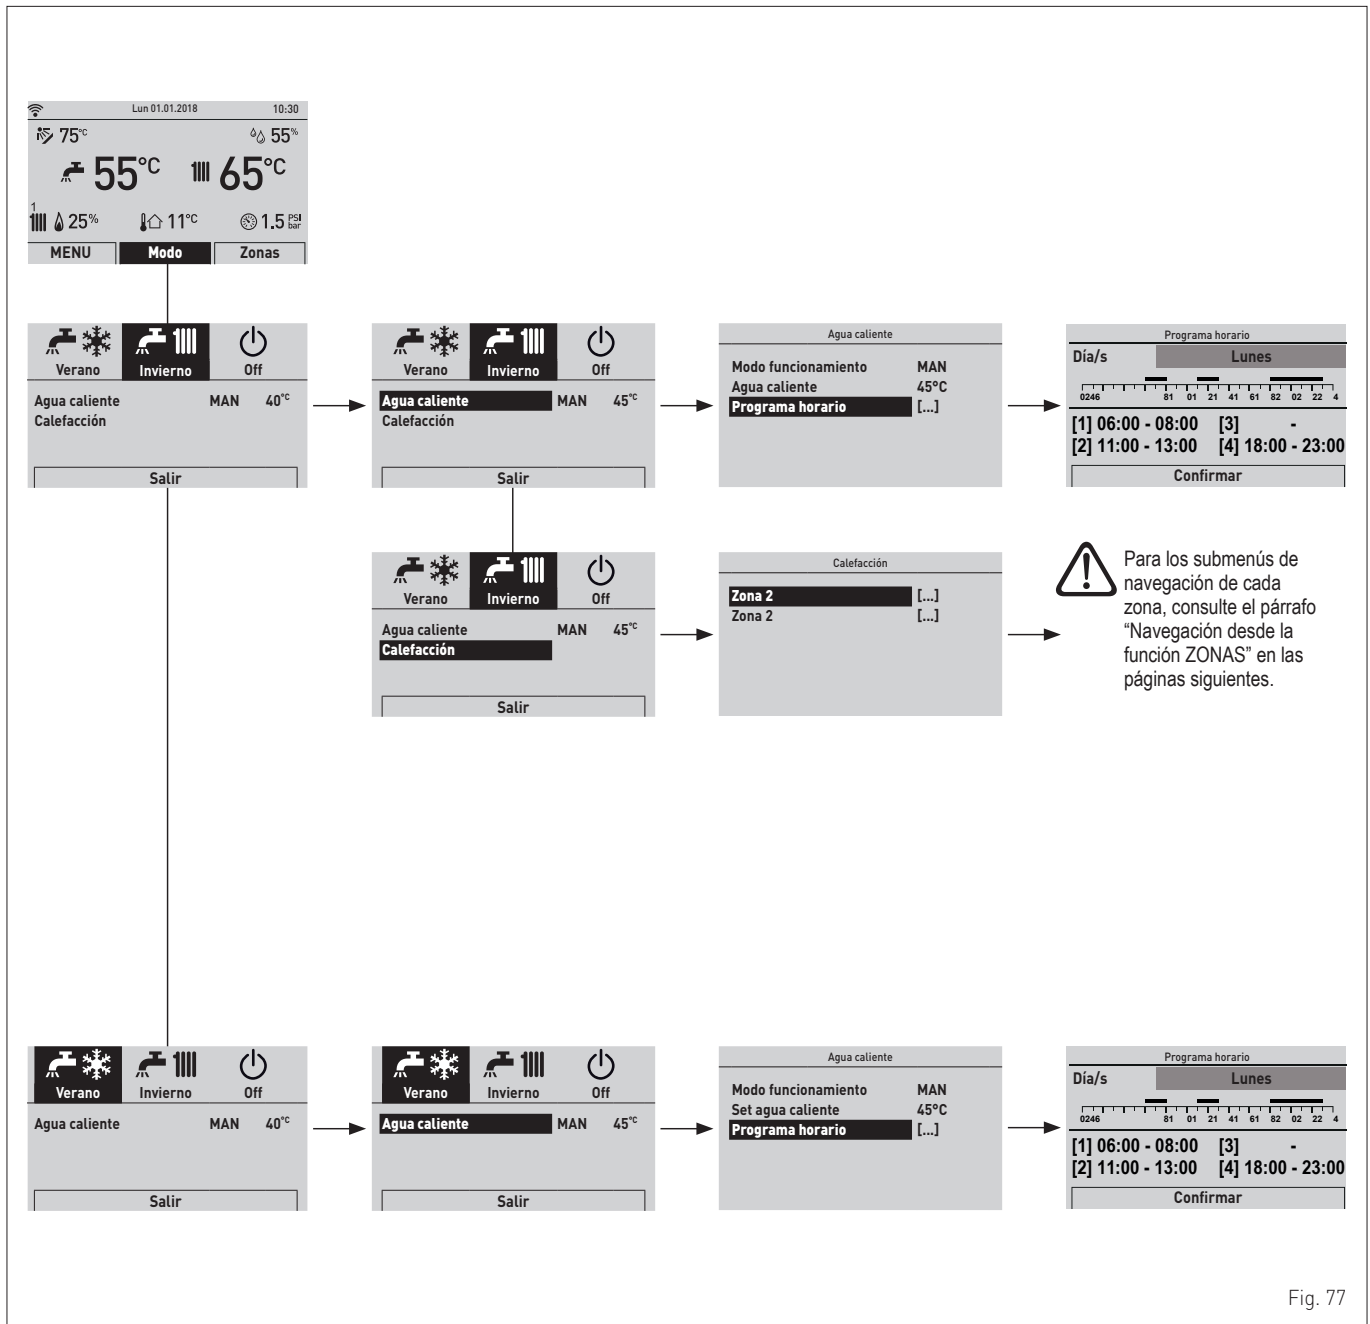 Lun 01.01.2018 10:30
75°C 55%
55°C 65°C
1
25% 11°C 1.5 PSI bar
MENU Modo Zonas
Verano Invierno Off
Agua caliente MAN 40°C
Calefacción
Salir
Verano Invierno Off
Agua caliente MAN 45°C
Calefacción
Salir
Agua caliente
Modo funcionamiento MAN
Agua caliente 45°C
Programa horario [...]
Programa horario
Día/s Lunes
0246 81 01 21 41 61 82 02 22 4
[1] 06:00 - 08:00 [3] -
[2] 11:00 - 13:00 [4] 18:00 - 23:00
Confirmar
Verano Invierno Off
Agua caliente MAN 45°C
Calefacción
Salir
Calefacción
Zona 2 [...]
Zona 2 [...]
Para los submenús de
navegación de cada
zona, consulte el párrafo
“Navegación desde la
función ZONAS” en las
páginas siguientes.
Verano Invierno Off
Agua caliente MAN 40°C
Salir
Verano Invierno Off
Agua caliente MAN 45°C
Salir
Agua caliente
Modo funcionamiento MAN
Set agua caliente 45°C
Programa horario [...]
Programa horario
Día/s Lunes
0246 81 01 21 41 61 82 02 22 4
[1] 06:00 - 08:00 [3] -
[2] 11:00 - 13:00 [4] 18:00 - 23:00
Confirmar
Fig. 77